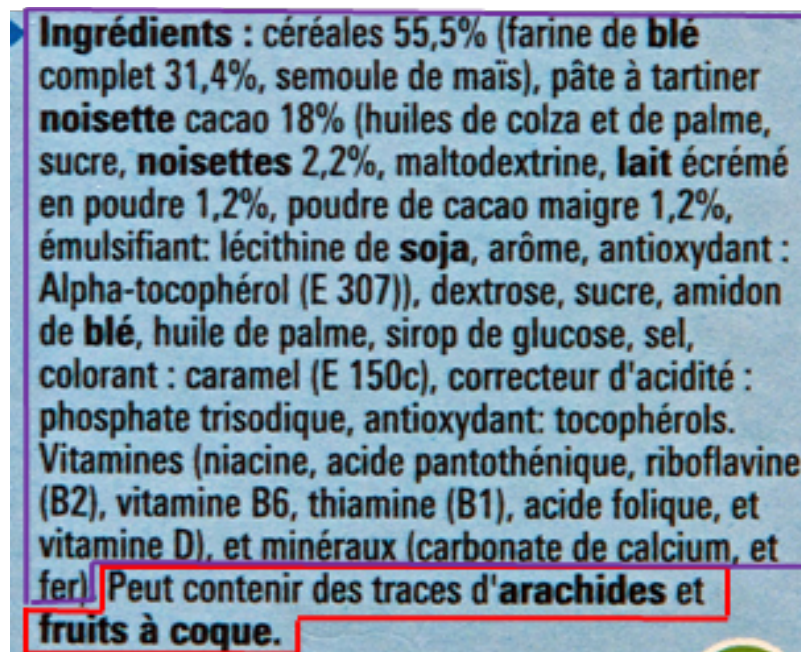 Ingrédients : céréales 55,5% (farine de blé
complet 31,4%, semoule de maïs), pâte à tartiner
noisette cacao 18% (huiles de colza et de palme,
sucre, noisettes 2,2%, maltodextrine, lait écrémé
en poudre 1,2%, poudre de cacao maigre 1,2%,
émulsifiant: lécithine de soja, arôme, antioxydant :
Alpha-tocophérol (E 307)), dextrose, sucre, amidon
de blé, huile de palme, sirop de glucose, sel,
colorant : caramel (E 150c), correcteur d'acidité :
phosphate trisodique, antioxydant: tocophérols.
Vitamines (niacine, acide pantothénique, riboflavine
(B2), vitamine B6, thiamine (B1), acide folique, et
vitamine D), et minéraux (carbonate de calcium, et
fer). Peut contenir des traces d'arachides et
fruits à coque.